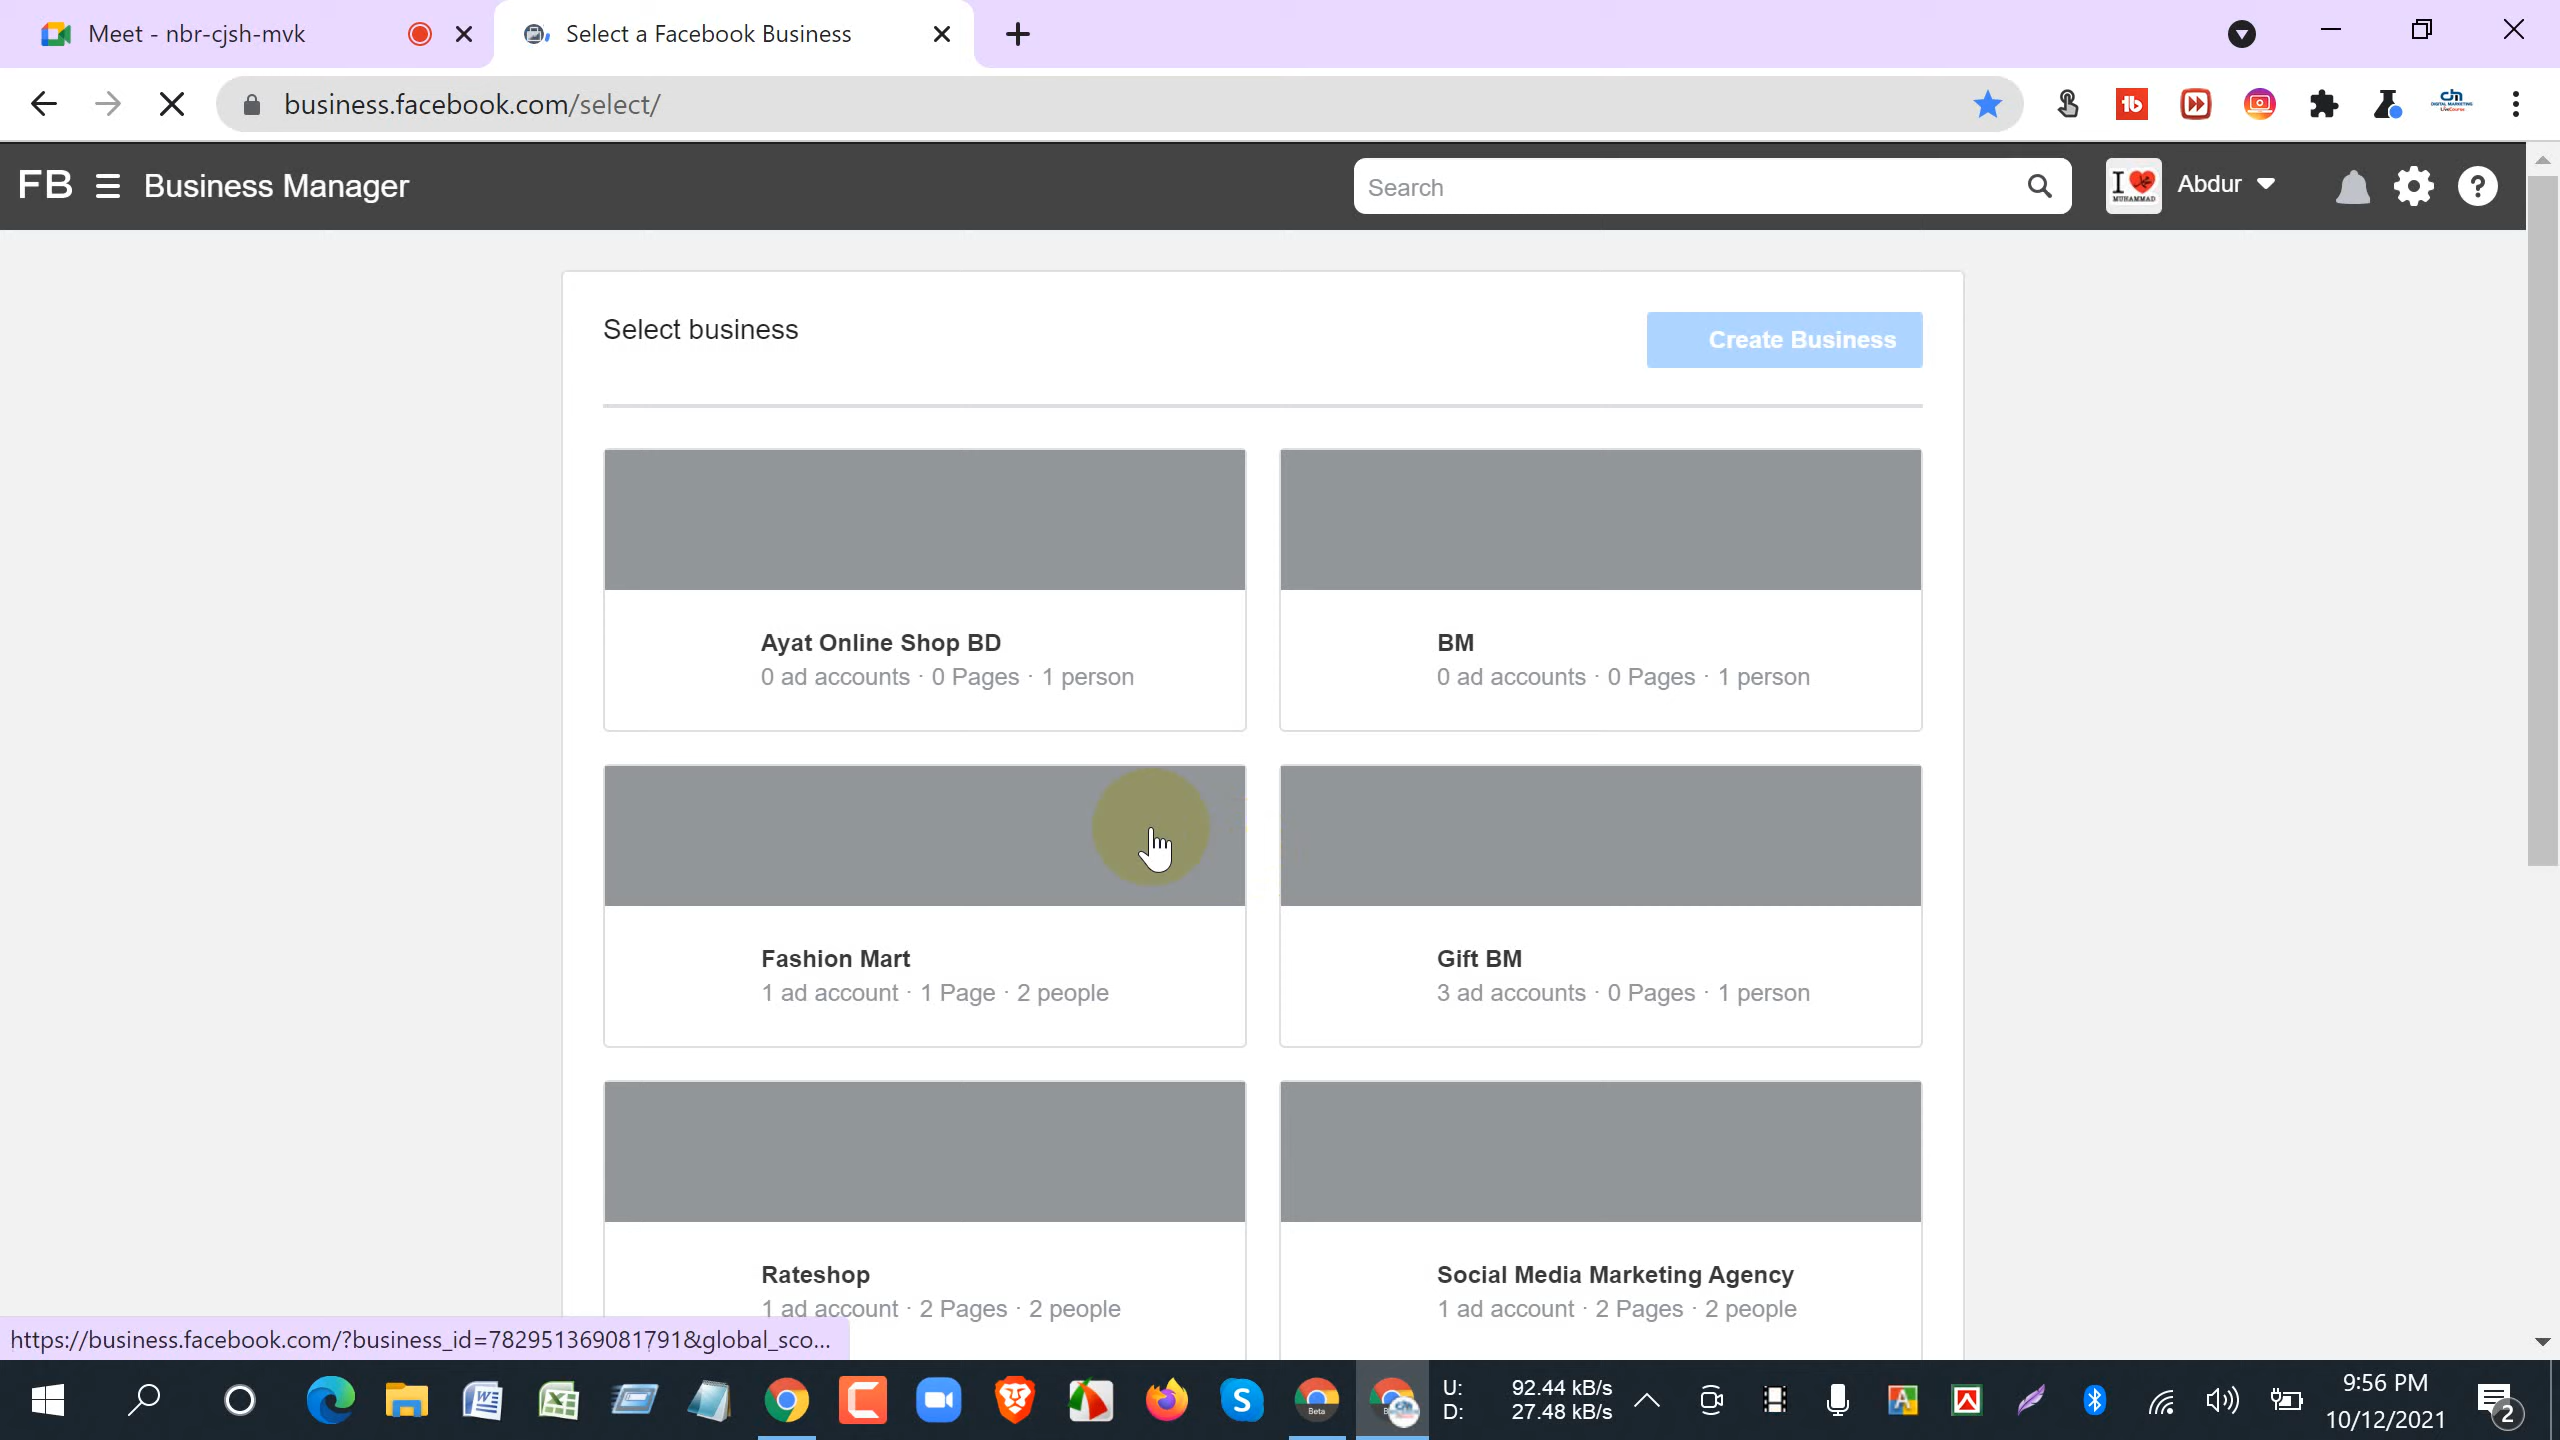 Meet - nbr-cjsh-mvk
Select a Facebook Business
business.facebook.com/select/
FB Business Manager
Search
I MUHAMMAD
Abdur
Select business
Create Business
Ayat Online Shop BD
0 ad accounts · 0 Pages · 1 person
BM
0 ad accounts · 0 Pages · 1 person
Fashion Mart
1 ad account · 1 Page · 2 people
Gift BM
3 ad accounts · 0 Pages · 1 person
Rateshop
1 ad account · 2 Pages · 2 people
Social Media Marketing Agency
1 ad account · 2 Pages · 2 people
https://business.facebook.com/?business_id=782951369081791&global_sco...
U: 92.44 kB/s
D: 27.48 kB/s
9:56 PM
10/12/2021
2